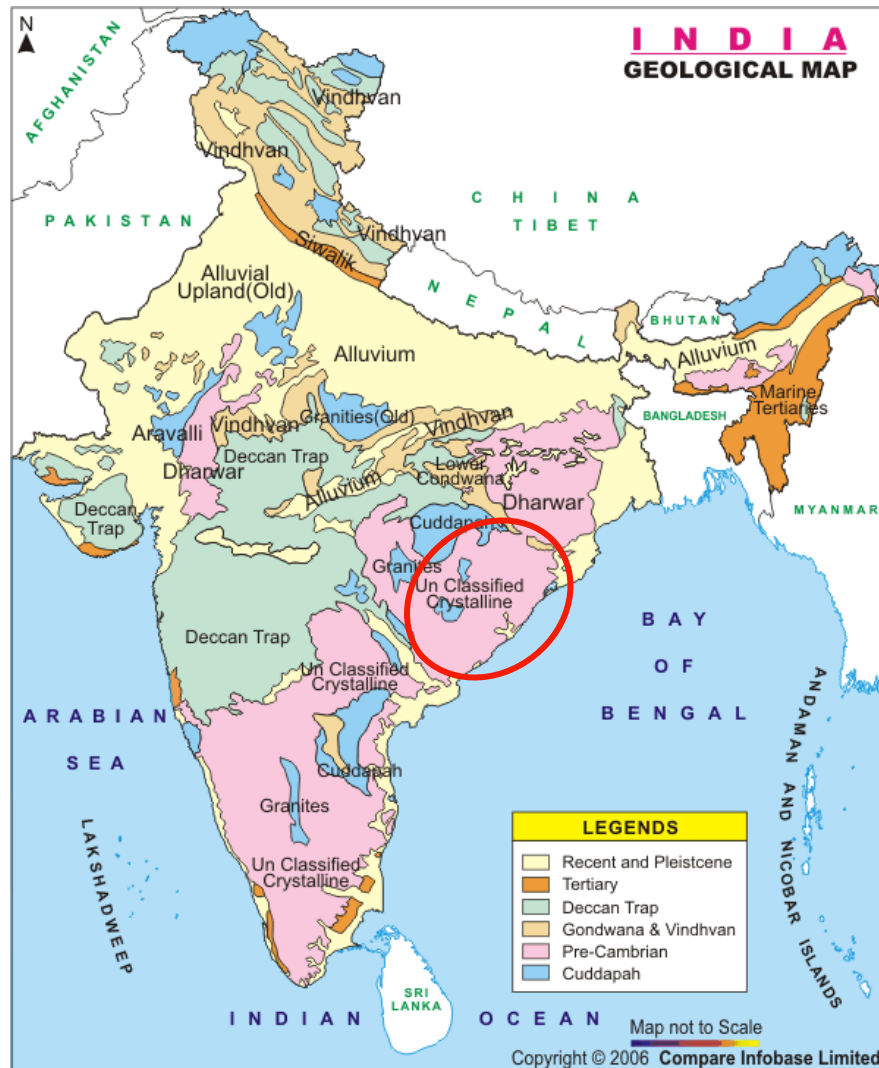 N
I N D I A
GEOLOGICAL MAP
AFGHANISTAN
Vindhvan
Vindhvan
C H I N A
TIBET
PAKISTAN
Vindhvan
Siwalik
Alluvial
Upland(Old)
NEPAL
BHUTAN
Alluvium
Alluvium
Marine
Tertiaries
BANGLADESH
Granities(Old)
Vindhvan
Vindhvan
Aravalli
Deccan Trap
Dharwar
Lower
Condwana
Alluvium
Dharwar
MYANMAR
Deccan
Trap
Cuddapah
Granites
Un Classified
Crystalline
Deccan Trap
BAY
OF
BENGAL
Un Classified
Crystalline
ARABIAN
SEA
Cuddapah
Granites
ANDAMAN AND NICOBAR ISLANDS
LAKSHADWEEP
Un Classified
Crystalline
LEGENDS
Recent and Pleistcene
Tertiary
Deccan Trap
Gondwana & Vindhvan
Pre-Cambrian
Cuddapah
SRI
LANKA
INDIAN OCEAN
Map not to Scale
Copyright © 2006 Compare Infobase Limited